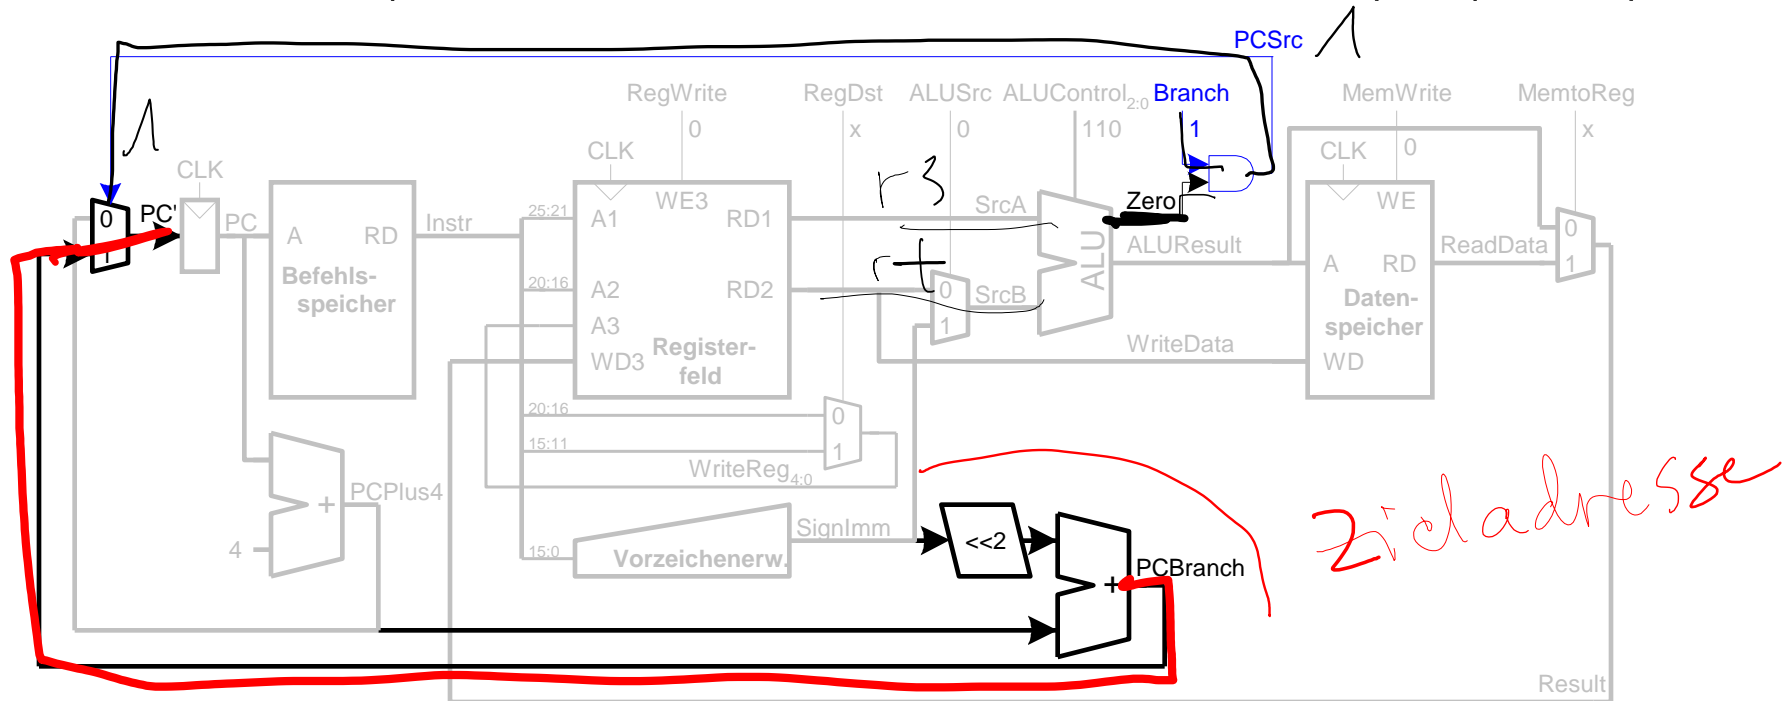 PCSrc 1
RegWrite RegDst ALUSrc ALUControl2:0 Branch MemWrite MemtoReg
0 x 0 110 1 0 x
1
CLK CLK CLK
r3
0 PC' PC A RD Instr 25:21 A1 WE3 RD1 SrcA Zero WE
1
Befehls-
speicher
20:16 A2 RD2 rt 0 SrcB ALU ALUResult A RD ReadData 0
1
A3 1
Daten-
speicher
Register-
feld
WD3 WriteData WD
20:16 0
15:11 1
WriteReg4:0
+ PCPlus4
4
15:0 Vorzeichenerw. SignImm <<2
+ PCBranch
Zieladresse
Result